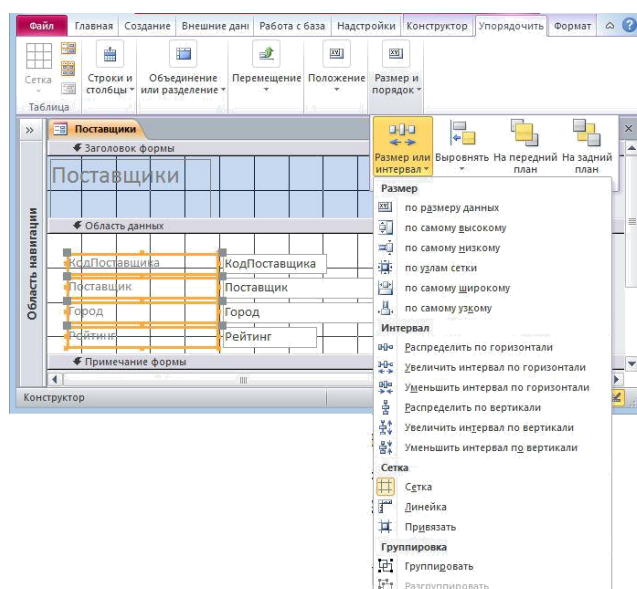 Файл Главная Создание Внешние дань Работа с база Надстройки Конструктор Упорядочить Формат
Сетка Строки и столбцы Объединение или разделение Перемещение Положение Размер и порядок
Таблица
Поставщики
Заголовок формы
Поставщики
Область данных
КодПоставщика КодПоставщика
Поставщик Поставщик
Город Город
Рейтинг Рейтинг
Примечание формы
Область навигации
Конструктор
Размер или интервал Выровнять На передний план На задний план
Размер
по размеру данных
по самому высокому
по самому низкому
по узлам сетки
по самому широкому
по самому узкому
Интервал
Распределить по горизонтали
Увеличить интервал по горизонтали
Уменьшить интервал по горизонтали
Распределить по вертикали
Увеличить интервал по вертикали
Уменьшить интервал по вертикали
Сетка
Сетка
Линейка
Привязать
Группировка
Группировать
Разгруппировать